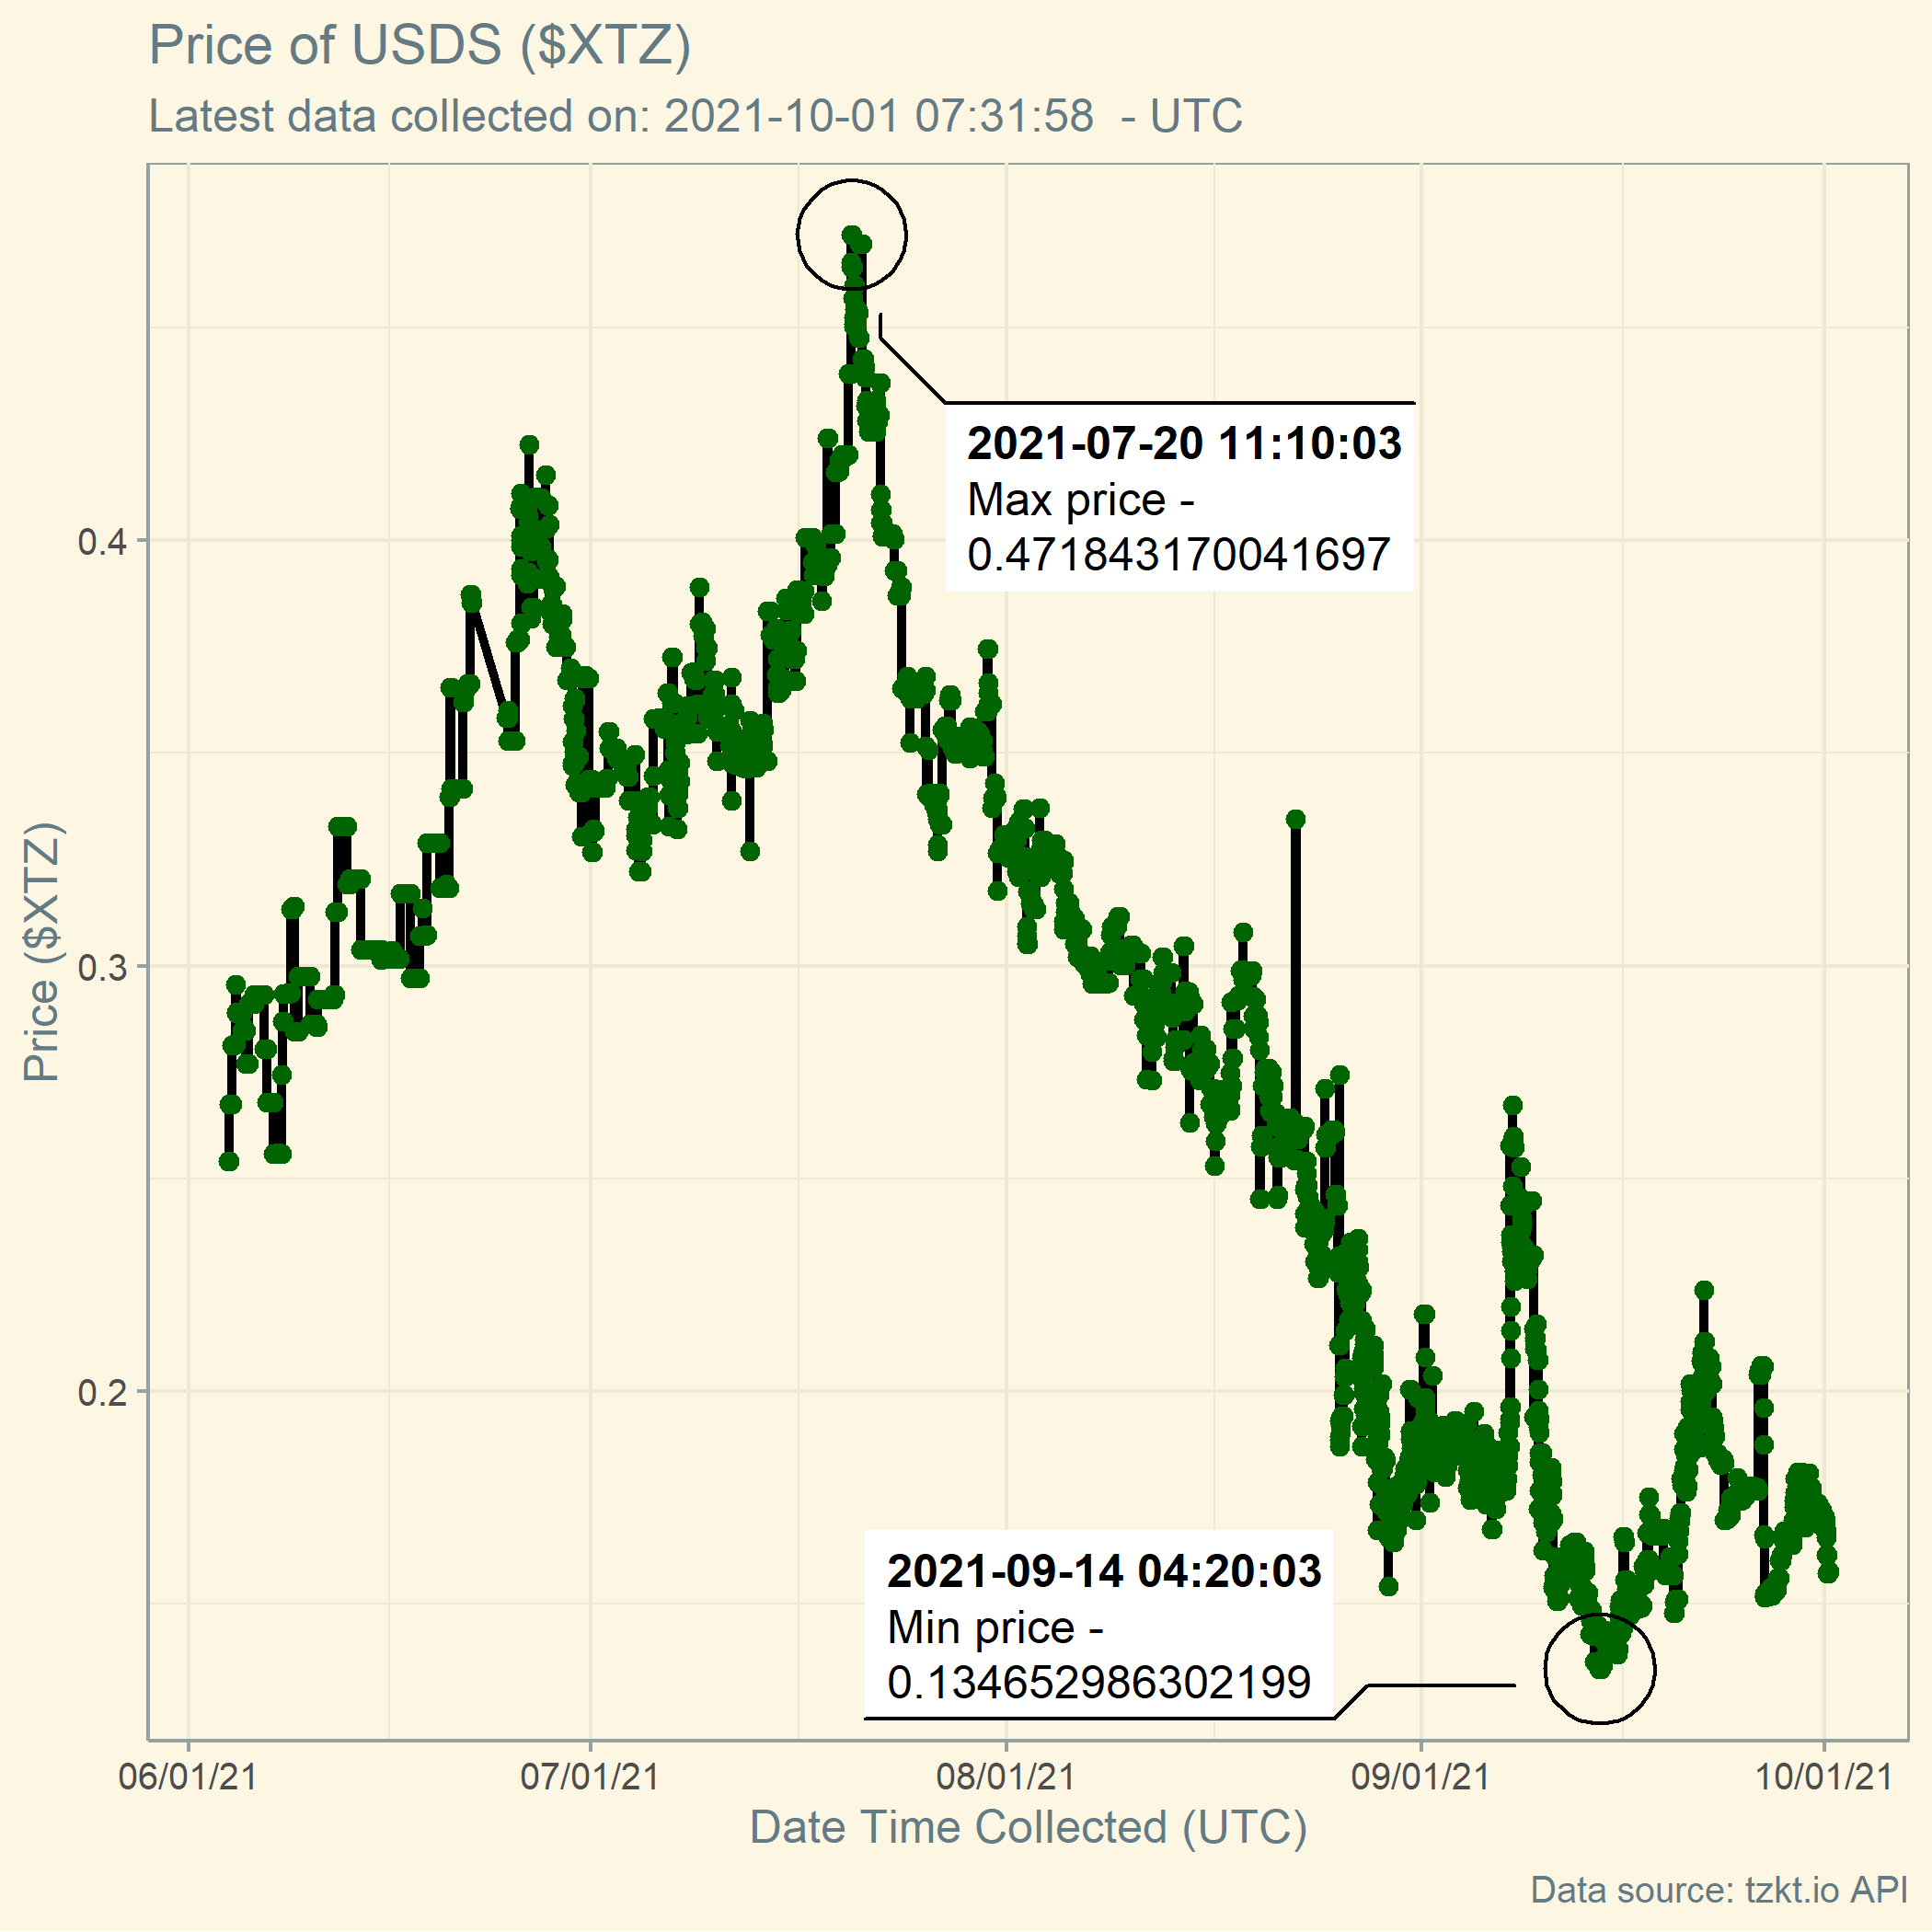 Price of USDS ($XTZ)
Latest data collected on: 2021-10-01 07:31:58  - UTC
2021-07-20 11:10:03
Max price -
0.471843170041697
0.4
0.3
0.2
Price ($XTZ)
2021-09-14 04:20:03
Min price -
0.134652986302199
06/01/21
07/01/21
08/01/21
09/01/21
10/01/21
Date Time Collected (UTC)
Data source: tzkt.io API